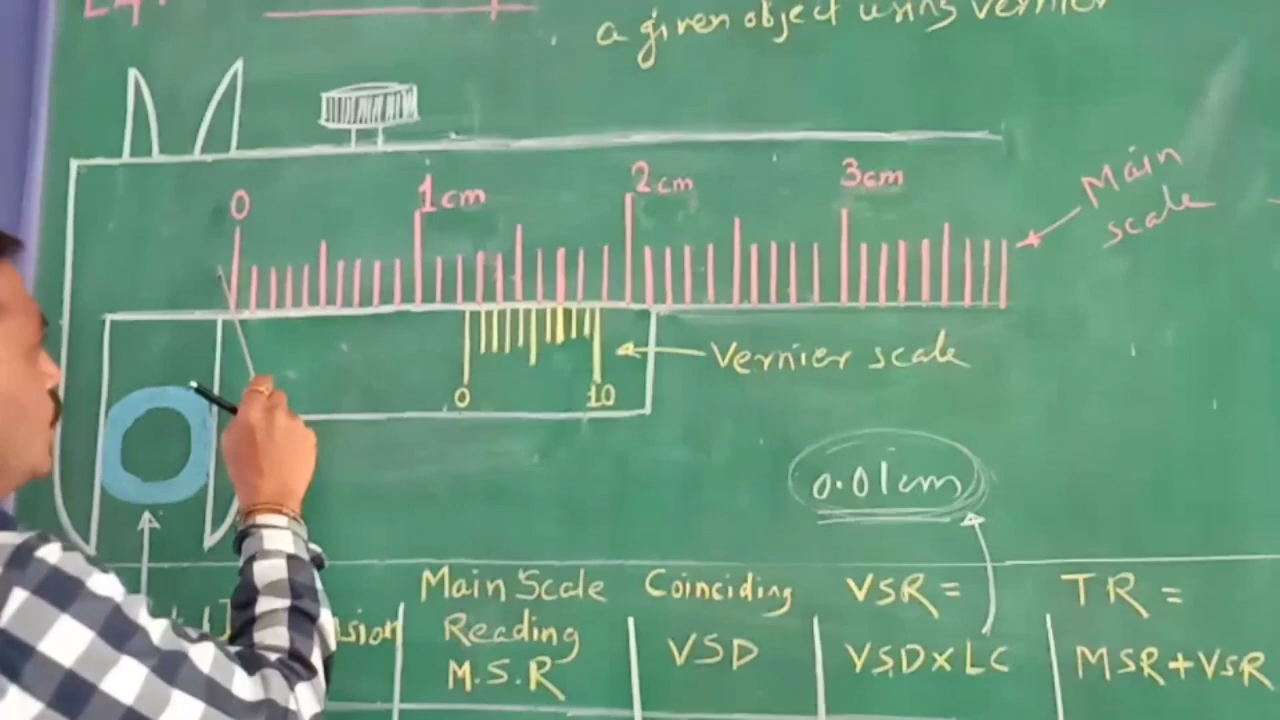 a given object using vernier
0 1cm 2cm 3cm
Main
scale
Vernier scale
0 10
0.01cm
Main Scale
Reading
M.S.R
Coinciding
VSD
VSR =
VSD×LC
TR =
MSR+VSR